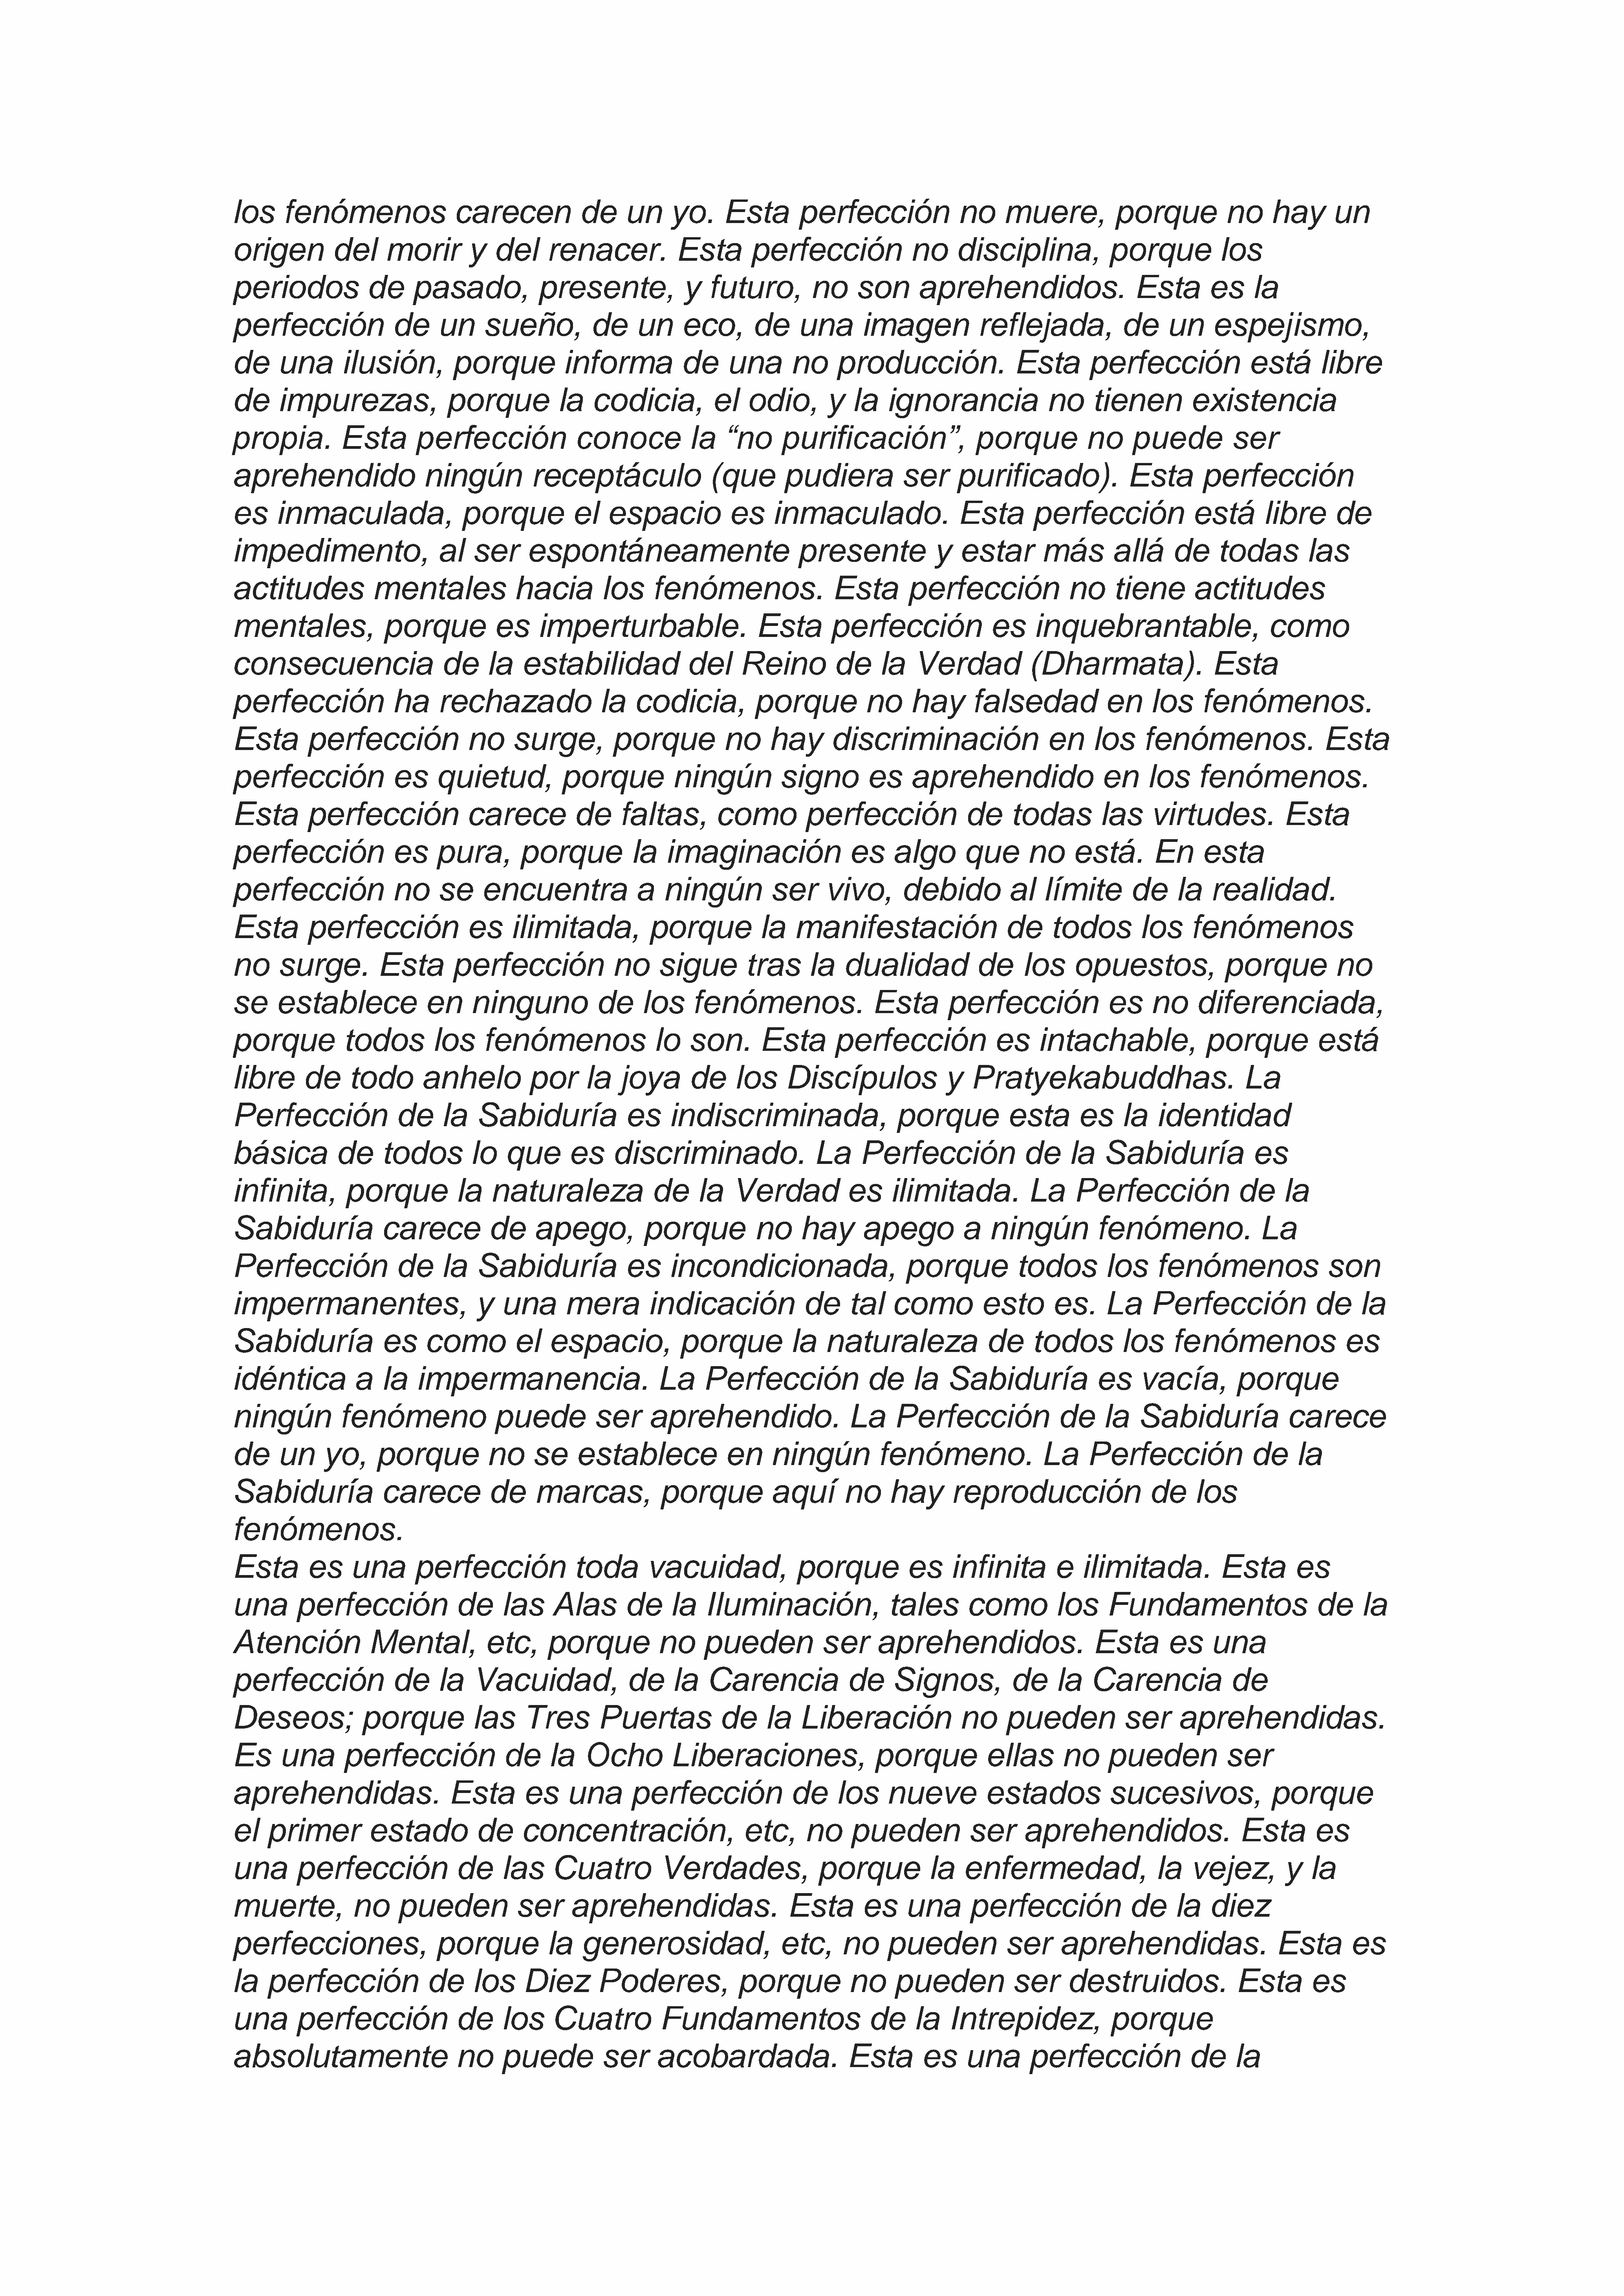 los fenómenos carecen de un yo. Esta perfección no muere, porque no hay un
origen del morir y del renacer. Esta perfección no disciplina, porque los
periodos de pasado, presente, y futuro, no son aprehendidos. Esta es la
perfección de un sueño, de un eco, de una imagen reflejada, de un espejismo,
de una ilusión, porque informa de una no producción. Esta perfección está libre
de impurezas, porque la codicia, el odio, y la ignorancia no tienen existencia
propia. Esta perfección conoce la “no purificación”, porque no puede ser
aprehendido ningún receptáculo (que pudiera ser purificado). Esta perfección
es inmaculada, porque el espacio es inmaculado. Esta perfección está libre de
impedimento, al ser espontáneamente presente y estar más allá de todas las
actitudes mentales hacia los fenómenos. Esta perfección no tiene actitudes
mentales, porque es imperturbable. Esta perfección es inquebrantable, como
consecuencia de la estabilidad del Reino de la Verdad (Dharmata). Esta
perfección ha rechazado la codicia, porque no hay falsedad en los fenómenos.
Esta perfección no surge, porque no hay discriminación en los fenómenos. Esta
perfección es quietud, porque ningún signo es aprehendido en los fenómenos.
Esta perfección carece de faltas, como perfección de todas las virtudes. Esta
perfección es pura, porque la imaginación es algo que no está. En esta
perfección no se encuentra a ningún ser vivo, debido al límite de la realidad.
Esta perfección es ilimitada, porque la manifestación de todos los fenómenos
no surge. Esta perfección no sigue tras la dualidad de los opuestos, porque no
se establece en ninguno de los fenómenos. Esta perfección es no diferenciada,
porque todos los fenómenos lo son. Esta perfección es intachable, porque está
libre de todo anhelo por la joya de los Discípulos y Pratyekabuddhas. La
Perfección de la Sabiduría es indiscriminada, porque esta es la identidad
básica de todos lo que es discriminado. La Perfección de la Sabiduría es
infinita, porque la naturaleza de la Verdad es ilimitada. La Perfección de la
Sabiduría carece de apego, porque no hay apego a ningún fenómeno. La
Perfección de la Sabiduría es incondicionada, porque todos los fenómenos son
impermanentes, y una mera indicación de tal como esto es. La Perfección de la
Sabiduría es como el espacio, porque la naturaleza de todos los fenómenos es
idéntica a la impermanencia. La Perfección de la Sabiduría es vacía, porque
ningún fenómeno puede ser aprehendido. La Perfección de la Sabiduría carece
de un yo, porque no se establece en ningún fenómeno. La Perfección de la
Sabiduría carece de marcas, porque aquí no hay reproducción de los
fenómenos.
Esta es una perfección toda vacuidad, porque es infinita e ilimitada. Esta es
una perfección de las Alas de la Iluminación, tales como los Fundamentos de la
Atención Mental, etc, porque no pueden ser aprehendidos. Esta es una
perfección de la Vacuidad, de la Carencia de Signos, de la Carencia de
Deseos; porque las Tres Puertas de la Liberación no pueden ser aprehendidas.
Es una perfección de la Ocho Liberaciones, porque ellas no pueden ser
aprehendidas. Esta es una perfección de los nueve estados sucesivos, porque
el primer estado de concentración, etc, no pueden ser aprehendidos. Esta es
una perfección de las Cuatro Verdades, porque la enfermedad, la vejez, y la
muerte, no pueden ser aprehendidas. Esta es una perfección de la diez
perfecciones, porque la generosidad, etc, no pueden ser aprehendidas. Esta es
la perfección de los Diez Poderes, porque no pueden ser destruidos. Esta es
una perfección de los Cuatro Fundamentos de la Intrepidez, porque
absolutamente no puede ser acobardada. Esta es una perfección de la